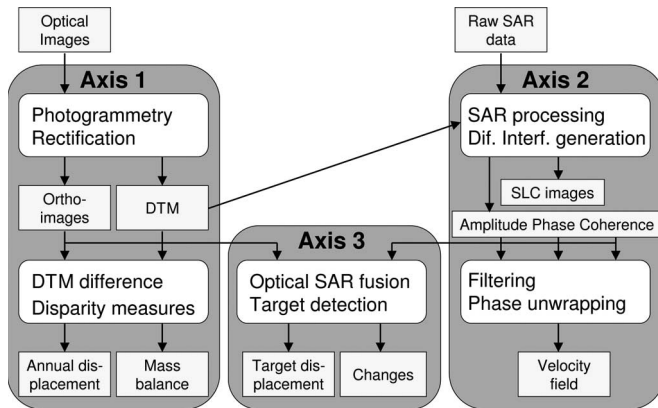 Optical
Images
Raw SAR
data
Axis 1
Axis 2
Photogrammetry
Rectification
SAR processing
Dif. Interf. generation
Ortho-
images
DTM
SLC images
Amplitude Phase Coherence
Axis 3
DTM difference
Disparity measures
Optical SAR fusion
Target detection
Filtering
Phase unwrapping
Annual dis-
placement
Mass
balance
Target dis-
placement
Changes
Velocity
field